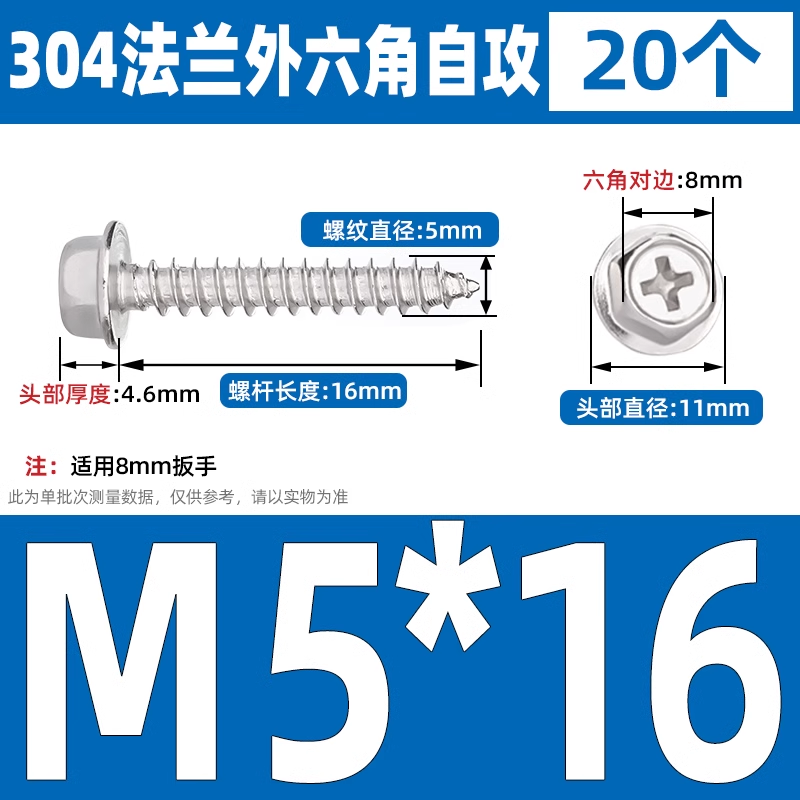 304法兰外六角自攻
20个
六角对边:8mm
螺纹直径:5mm
头部厚度:4.6mm
螺杆长度:16mm
头部直径:11mm
注：适用8mm扳手
此为单批次测量数据，仅供参考，请以实物为准
M5*16